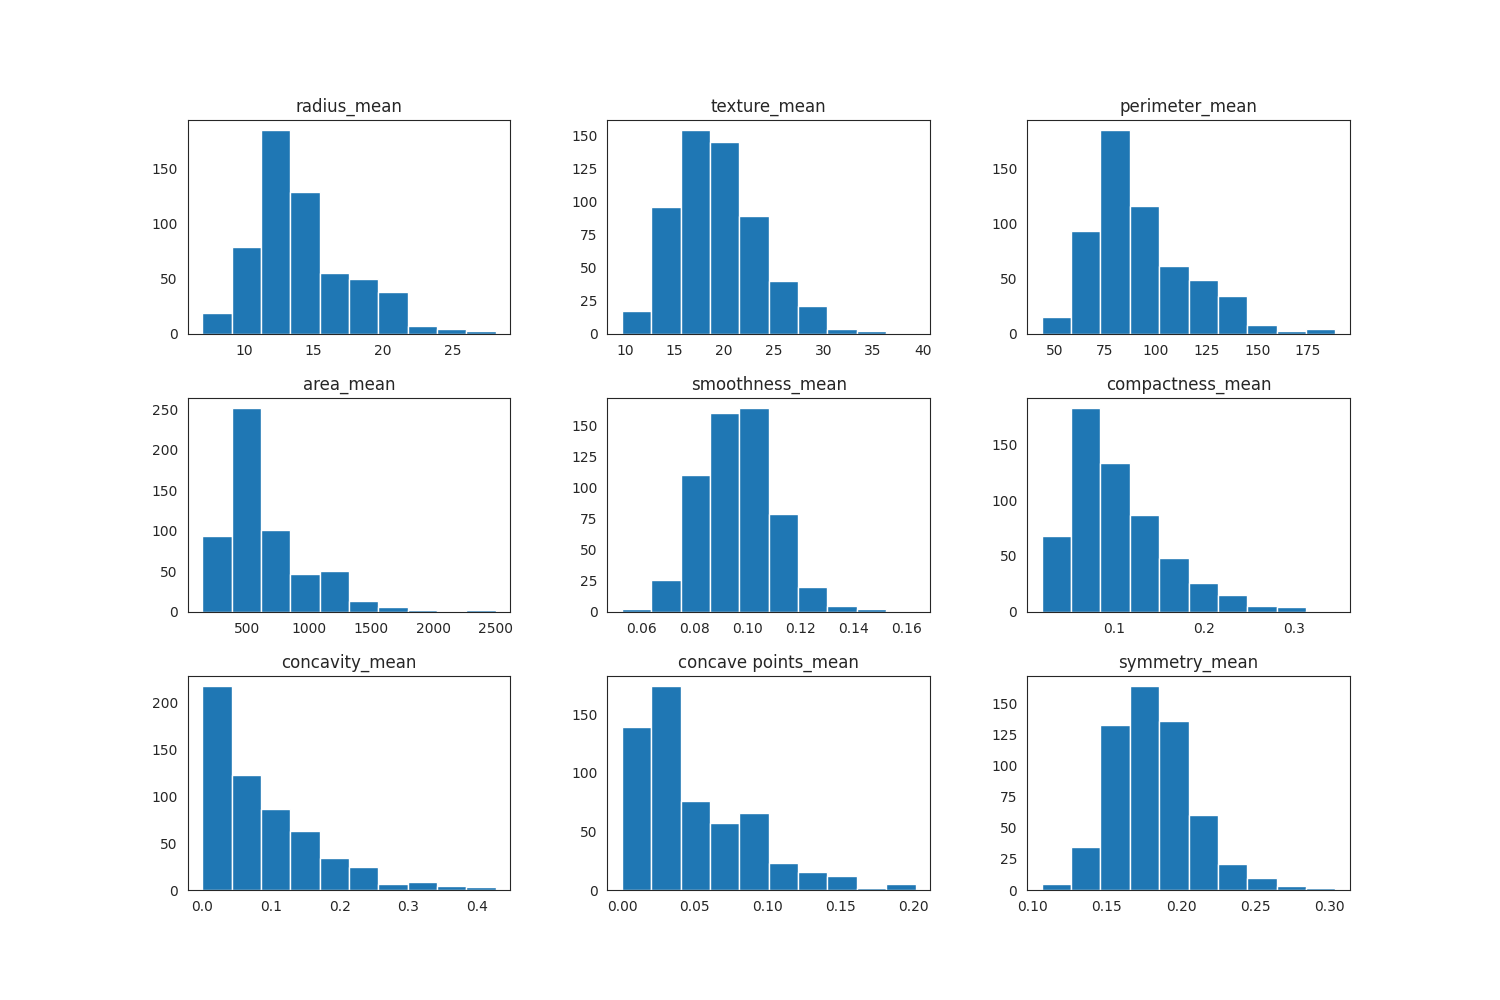 radius_mean
texture_mean
perimeter_mean
150
100
50
0
10 15 20 25
150
125
100
75
50
25
0
10 15 20 25 30 35 40
150
100
50
0
50 75 100 125 150 175
area_mean
smoothness_mean
compactness_mean
250
200
150
100
50
0
500 1000 1500 2000 2500
150
125
100
75
50
25
0
0.06 0.08 0.10 0.12 0.14 0.16
150
100
50
0
0.1 0.2 0.3
concavity_mean
concave points_mean
symmetry_mean
200
150
100
50
0
0.0 0.1 0.2 0.3 0.4
150
100
50
0
0.00 0.05 0.10 0.15 0.20
150
125
100
75
50
25
0
0.10 0.15 0.20 0.25 0.30